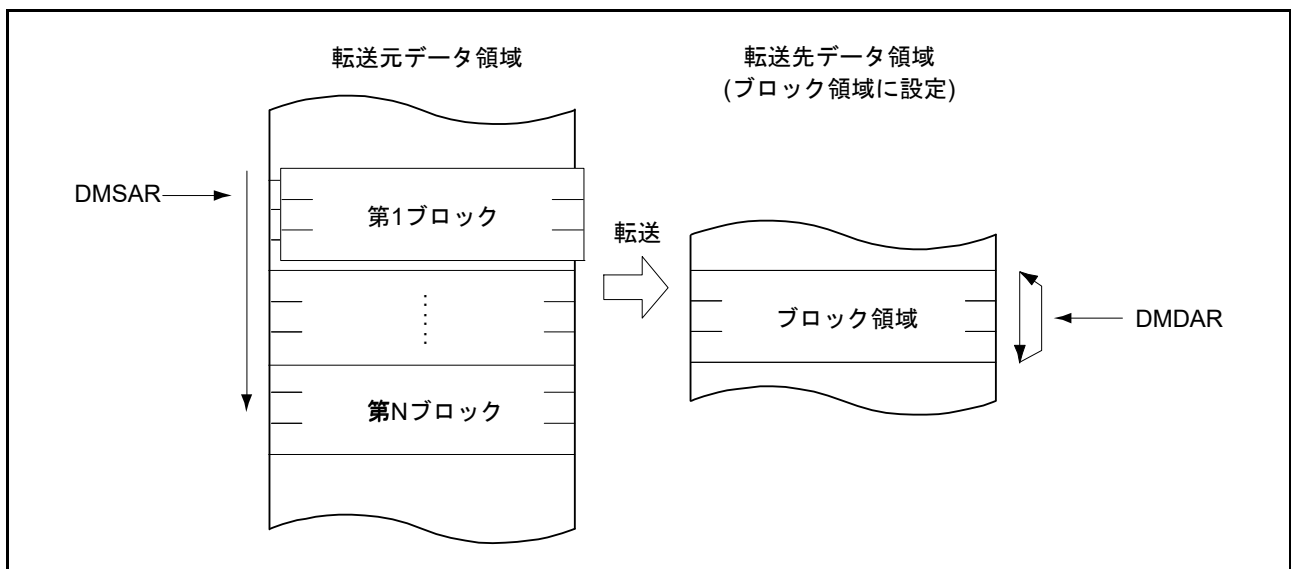 転送元データ領域
転送先データ領域
(ブロック領域に設定)
DMSAR
第1ブロック
転送
ブロック領域
DMDAR
第Nブロック